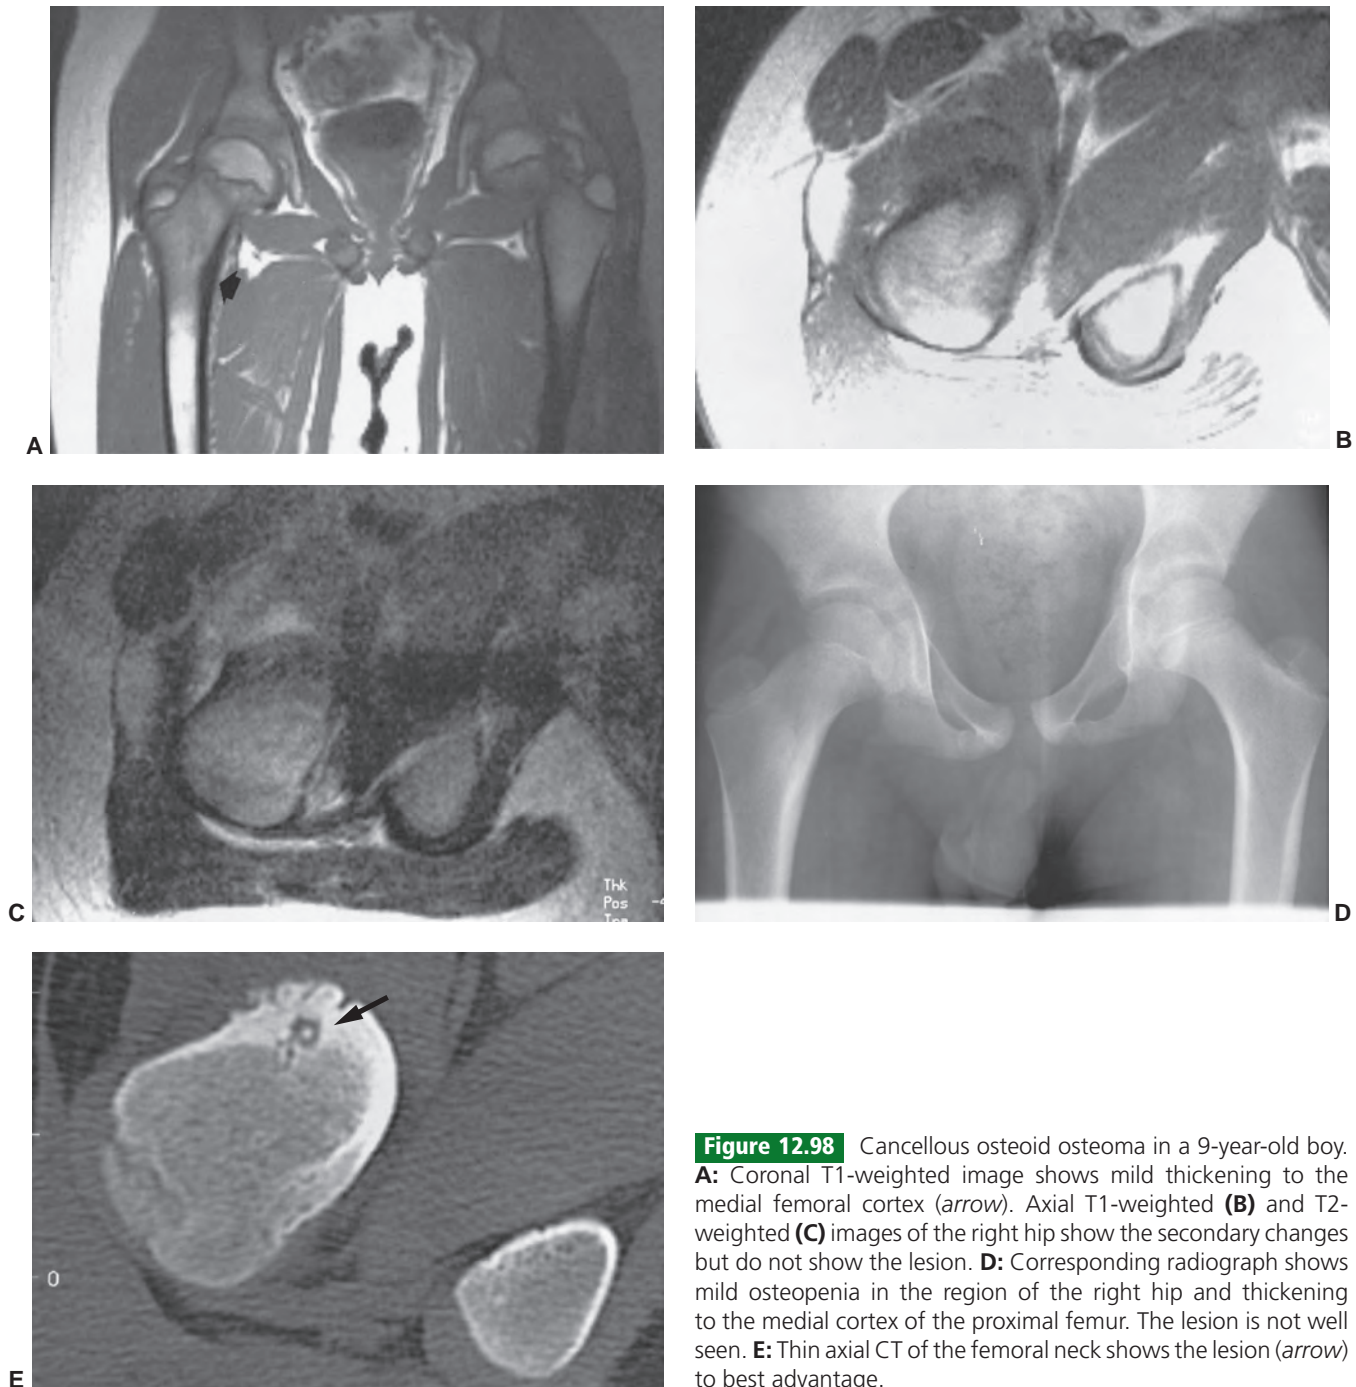 A
B
Thk
Pos
C
D
0
E
Figure 12.98 Cancellous osteoid osteoma in a 9-year-old boy.
A: Coronal T1-weighted image shows mild thickening to the
medial femoral cortex (arrow). Axial T1-weighted (B) and T2-
weighted (C) images of the right hip show the secondary changes
but do not show the lesion. D: Corresponding radiograph shows
mild osteopenia in the region of the right hip and thickening
to the medial cortex of the proximal femur. The lesion is not well
seen. E: Thin axial CT of the femoral neck shows the lesion (arrow)
to best advantage.